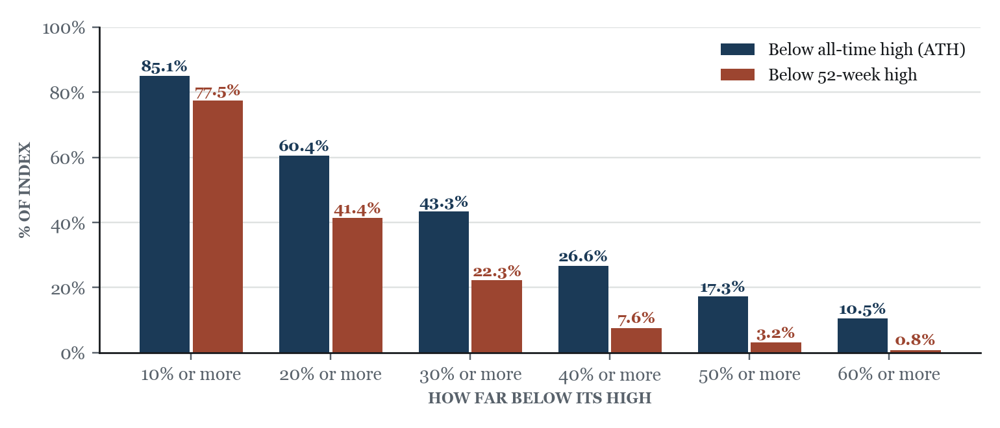 100%
80%
60%
40%
20%
0%
% OF INDEX
Below all-time high (ATH)
Below 52-week high
85.1%
77.5%
60.4%
41.4%
43.3%
22.3%
26.6%
7.6%
17.3%
3.2%
10.5%
0.8%
10% or more
20% or more
30% or more
40% or more
50% or more
60% or more
HOW FAR BELOW ITS HIGH